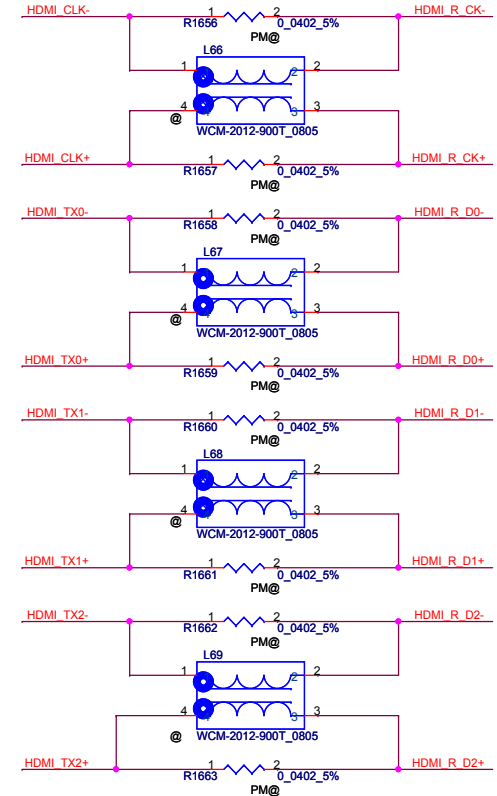 HDMI_CLK- 1 2 HDMI_R_CK-
R1656 0_0402_5%
PM@
L66
1 2 2
4 3 3
@ WCM-2012-900T_0805
HDMI_CLK+ 1 2 HDMI_R_CK+
R1657 0_0402_5%
PM@
HDMI_TX0- 1 2 HDMI_R_D0-
R1658 0_0402_5%
PM@
L67
1 2 2
4 3 3
@ WCM-2012-900T_0805
HDMI_TX0+ 1 2 HDMI_R_D0+
R1659 0_0402_5%
PM@
HDMI_TX1- 1 2 HDMI_R_D1-
R1660 0_0402_5%
PM@
L68
1 2 2
4 3 3
@ WCM-2012-900T_0805
HDMI_TX1+ 1 2 HDMI_R_D1+
R1661 0_0402_5%
PM@
HDMI_TX2- 1 2 HDMI_R_D2-
R1662 0_0402_5%
PM@
L69
1 2 2
4 3 3
@ WCM-2012-900T_0805
HDMI_TX2+ 1 2 HDMI_R_D2+
R1663 0_0402_5%
PM@